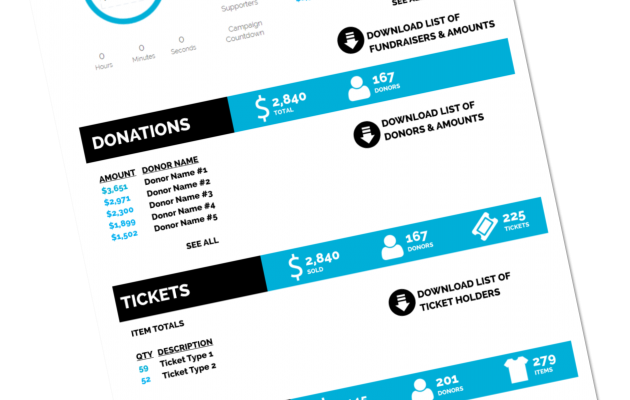 Supporters
SEE ALL
0 0 0
Hours Minutes Seconds
Campaign
Countdown
DOWNLOAD LIST OF
FUNDRAISERS & AMOUNTS
DONATIONS
$2,840
TOTAL
167
DONORS
DOWNLOAD LIST OF
DONORS & AMOUNTS
AMOUNT DONOR NAME
$3,651 Donor Name #1
$2,971 Donor Name #2
$2,300 Donor Name #3
$1,899 Donor Name #4
$1,502 Donor Name #5
SEE ALL
TICKETS
$2,840
SOLD
167
DONORS
225
TICKETS
DOWNLOAD LIST OF
TICKET HOLDERS
ITEM TOTALS
QTY DESCRIPTION
59 Ticket Type 1
52 Ticket Type 2
201
DONORS
279
ITEMS